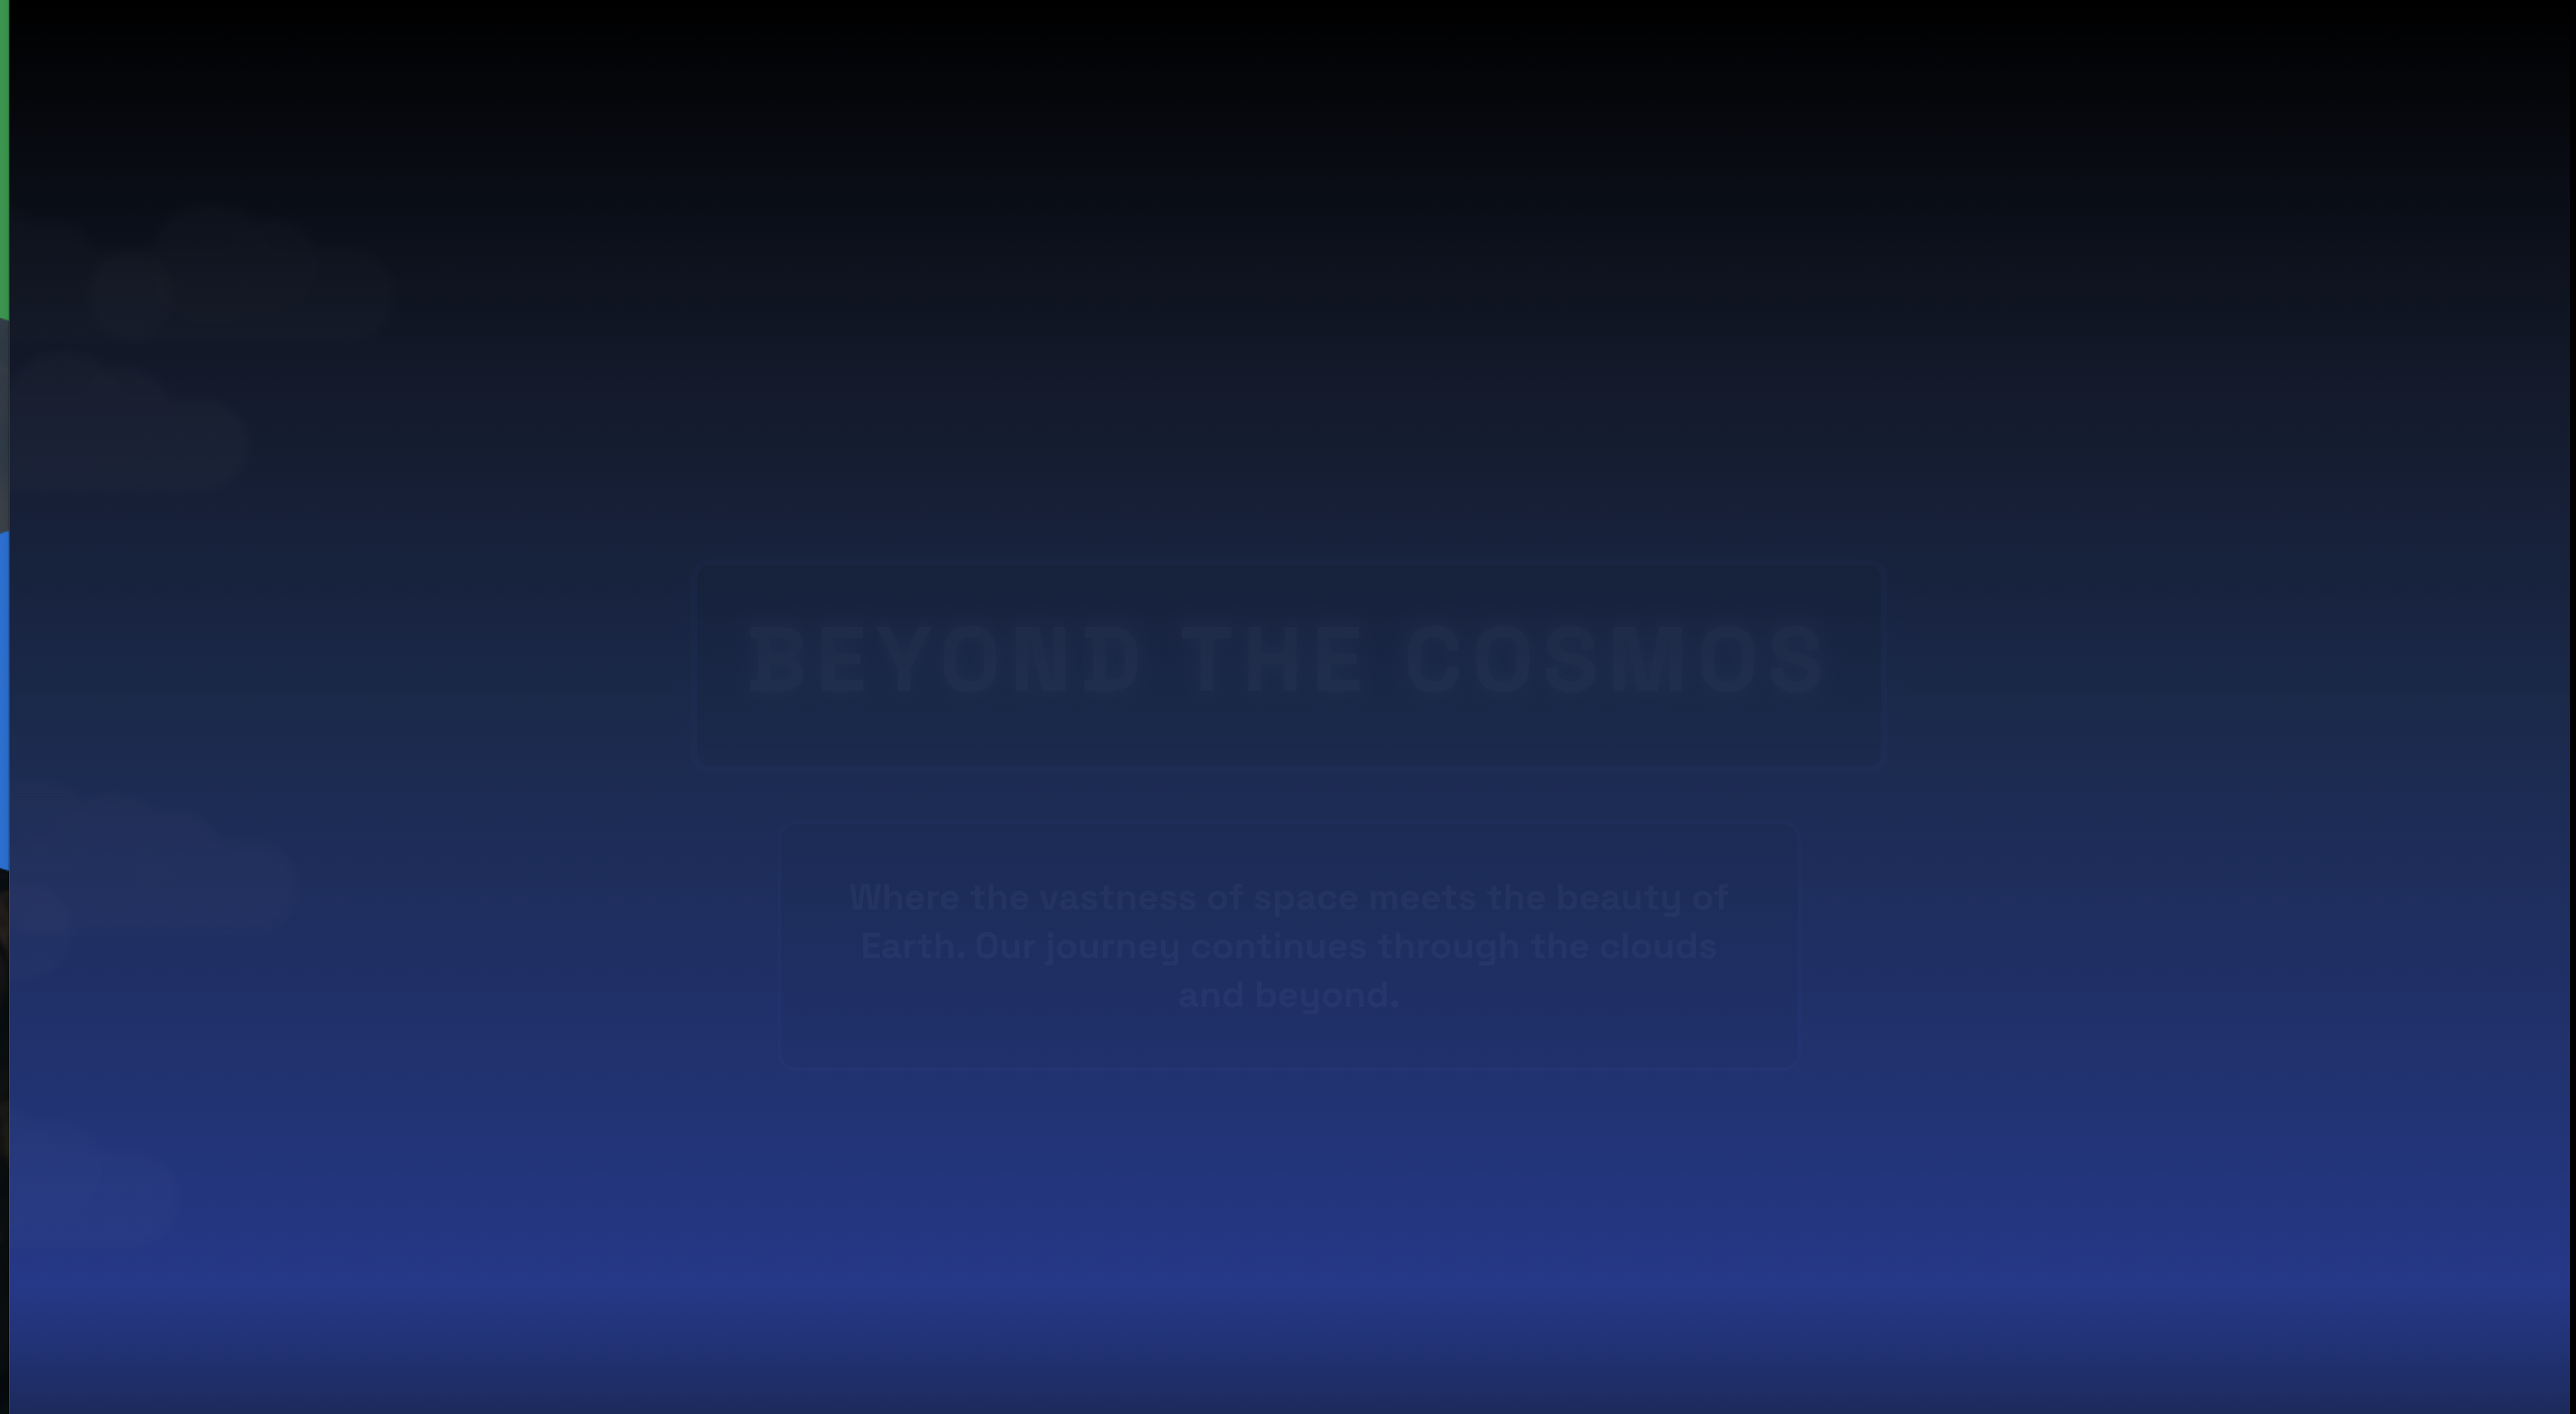 BEYOND THE COSMOS
Where the vastness of space meets the beauty of
Earth. Our journey continues through the clouds
and beyond.